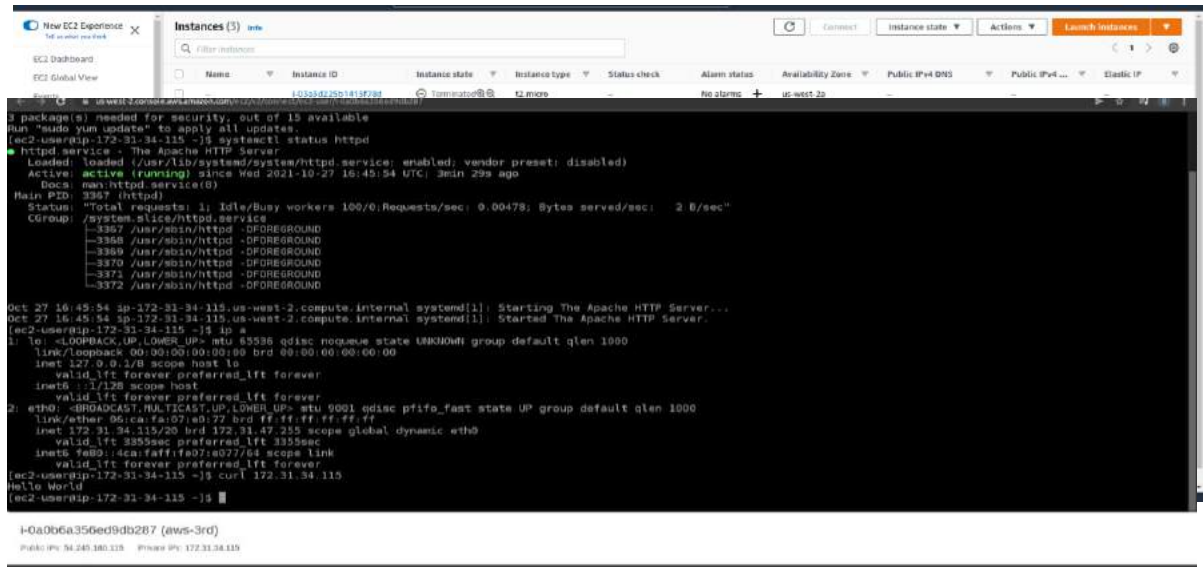 New EC2 Experience
Tell us what you think
Instances (3) Info
Connect
Instance state
Actions
Launch instances
Filter instances
1
EC2 Dashboard
EC2 Global View
Events
Name
Instance ID
Instance state
Instance type
Status check
Alarm status
Availability Zone
Public IPv4 DNS
Public IPv4 ...
Elastic IP
–
Terminated
t2.micro
–
No alarms +
us-west-2a
–
3 package(s) needed for security, out of 15 available
Run "sudo yum update" to apply all updates.
[ec2-user@ip-172-31-34-115 ~]$ systemctl status httpd
● httpd.service - The Apache HTTP Server
Loaded: loaded (/usr/lib/systemd/system/httpd.service; enabled; vendor preset: disabled)
Active: active (running) since Wed 2021-10-27 16:45:54 UTC; 3min 29s ago
Docs: man:httpd.service(8)
Main PID: 3367 (httpd)
Status: "Total requests: 1; Idle/Busy workers 100/0;Requests/sec: 0.00478; Bytes served/sec: 2 B/sec"
CGroup: /system.slice/httpd.service
├─3367 /usr/sbin/httpd -DFOREGROUND
├─3368 /usr/sbin/httpd -DFOREGROUND
├─3369 /usr/sbin/httpd -DFOREGROUND
├─3370 /usr/sbin/httpd -DFOREGROUND
├─3371 /usr/sbin/httpd -DFOREGROUND
└─3372 /usr/sbin/httpd -DFOREGROUND
Oct 27 16:45:54 ip-172-31-34-115.us-west-2.compute.internal systemd[1]: Starting The Apache HTTP Server...
Oct 27 16:45:54 ip-172-31-34-115.us-west-2.compute.internal systemd[1]: Started The Apache HTTP Server.
[ec2-user@ip-172-31-34-115 ~]$ ip a
1: lo: <LOOPBACK,UP,LOWER_UP> mtu 65536 qdisc noqueue state UNKNOWN group default qlen 1000
link/loopback 00:00:00:00:00:00 brd 00:00:00:00:00:00
inet 127.0.0.1/8 scope host lo
valid_lft forever preferred_lft forever
inet6 ::1/128 scope host
valid_lft forever preferred_lft forever
2: eth0: <BROADCAST,MULTICAST,UP,LOWER_UP> mtu 9001 qdisc pfifo_fast state UP group default qlen 1000
link/ether 06:ca:fa:07:e0:77 brd ff:ff:ff:ff:ff:ff
inet 172.31.34.115/20 brd 172.31.47.255 scope global dynamic eth0
valid_lft 3355sec preferred_lft 3355sec
inet6 fe80::4ca:faff:fe07:e077/64 scope link
valid_lft forever preferred_lft forever
[ec2-user@ip-172-31-34-115 ~]$ curl 172.31.34.115
Hello World
[ec2-user@ip-172-31-34-115 ~]$
i-0a0b6a356ed9db287 (aws-3rd)
Public IPs: 54.245.180.115 Private IPs: 172.31.34.115